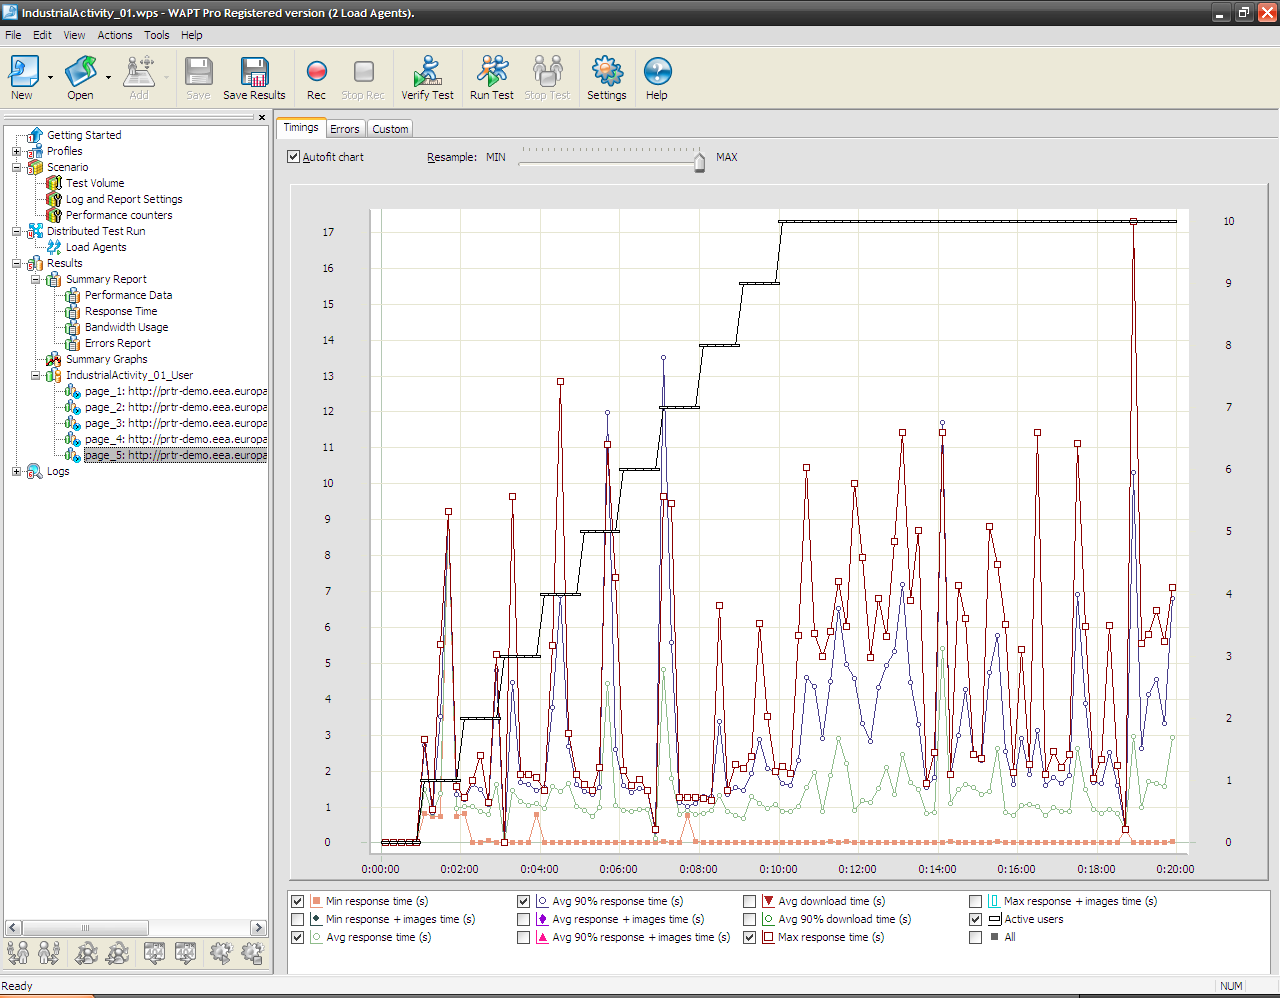 IndustrialActivity_01.wps - WAPT Pro Registered version (2 Load Agents).
File Edit View Actions Tools Help
New Open Add Save Save Results Rec Stop Rec Verify Test Run Test Stop Test Settings Help
Getting Started
Profiles
Scenario
Test Volume
Log and Report Settings
Performance counters
Distributed Test Run
Load Agents
Results
Summary Report
Performance Data
Response Time
Bandwidth Usage
Errors Report
Summary Graphs
IndustrialActivity_01_User
page_1: http://prtr-demo.eea.europa
page_2: http://prtr-demo.eea.europa
page_3: http://prtr-demo.eea.europa
page_4: http://prtr-demo.eea.europa
page_5: http://prtr-demo.eea.europa
Logs
Timings Errors Custom
Autofit chart Resample: MIN MAX
17
16
15
14
13
12
11
10
9
8
7
6
5
4
3
2
1
0
10
9
8
7
6
5
4
3
2
1
0
0:00:00 0:02:00 0:04:00 0:06:00 0:08:00 0:10:00 0:12:00 0:14:00 0:16:00 0:18:00 0:20:00
Min response time (s) Avg 90% response time (s) Avg download time (s) Max response + images time (s)
Min response + images time (s) Avg response + images time (s) Avg 90% download time (s) Active users
Avg response time (s) Avg 90% response + images time (s) Max response time (s) All
Ready NUM